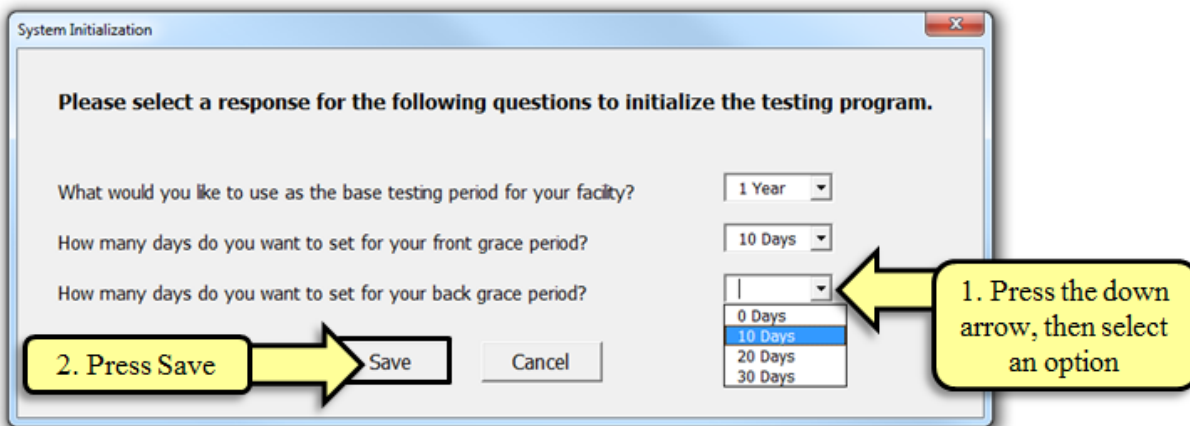 System Initialization
Please select a response for the following questions to initialize the testing program.
What would you like to use as the base testing period for your facility?
1 Year
How many days do you want to set for your front grace period?
10 Days
How many days do you want to set for your back grace period?
0 Days
10 Days
20 Days
30 Days
1. Press the down
arrow, then select
an option
2. Press Save
Save
Cancel